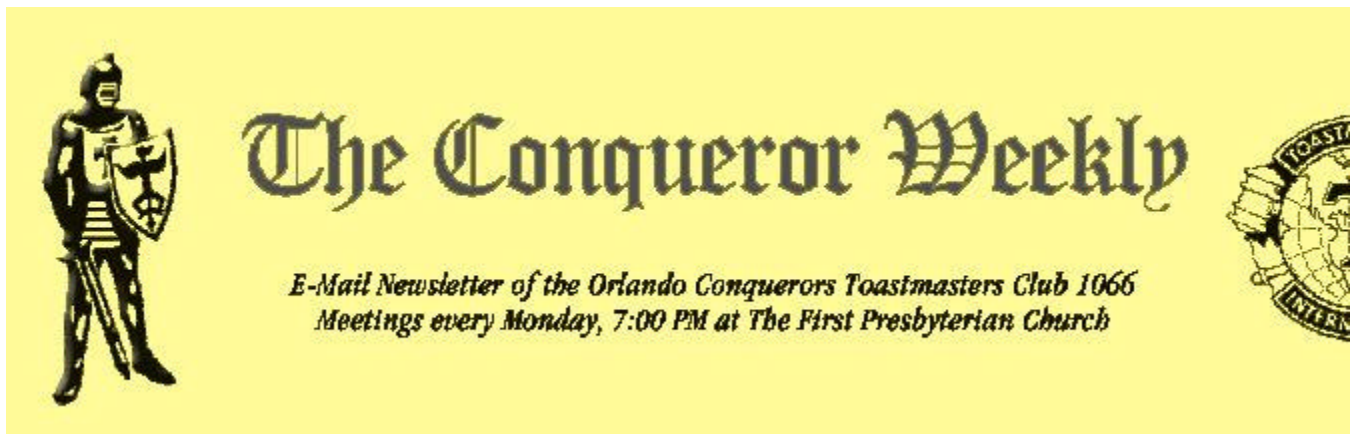 The Conqueror Weekly
E-Mail Newsletter of the Orlando Conquerors Toastmasters Club 1066
Meetings every Monday, 7:00 PM at The First Presbyterian Church